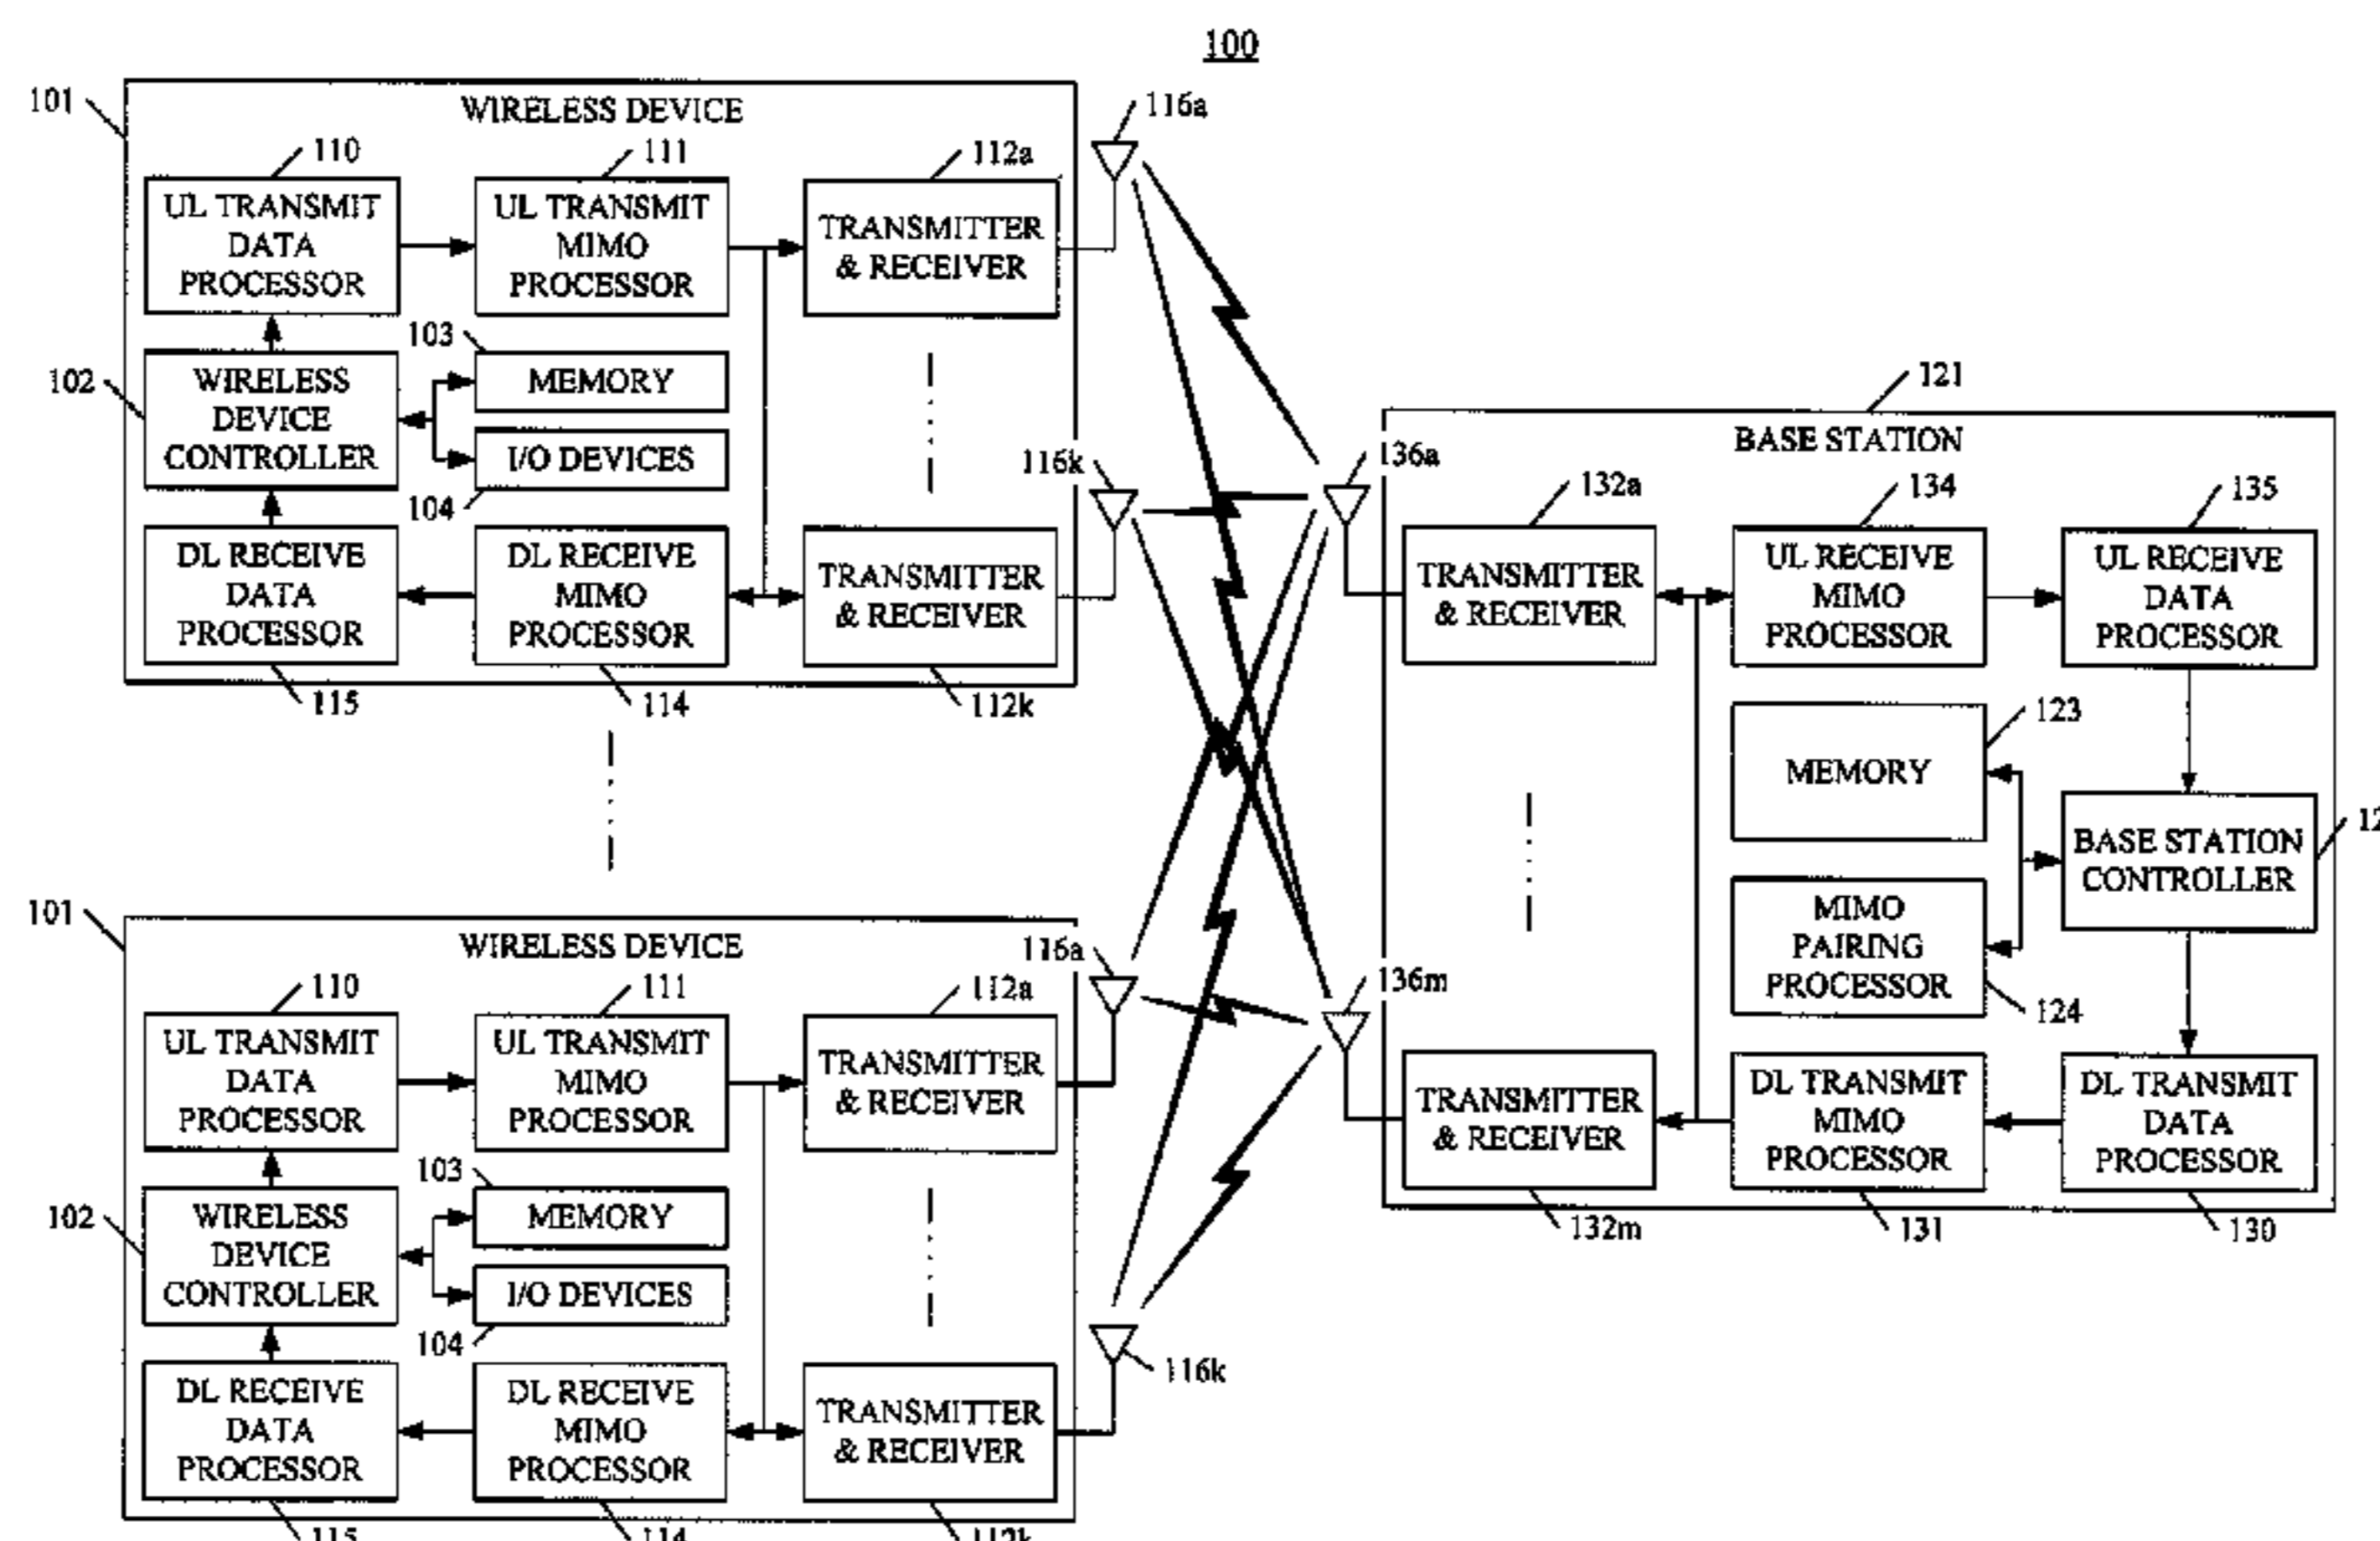 100
101
WIRELESS DEVICE
110
111
112a
116a
UL TRANSMIT
DATA
PROCESSOR
UL TRANSMIT
MIMO
PROCESSOR
TRANSMITTER
& RECEIVER
103
102
WIRELESS
DEVICE
CONTROLLER
MEMORY
I/O DEVICES
104
116k
DL RECEIVE
DATA
PROCESSOR
DL RECEIVE
MIMO
PROCESSOR
TRANSMITTER
& RECEIVER
115
114
112k
121
BASE STATION
136a
132a
134
135
TRANSMITTER
& RECEIVER
UL RECEIVE
MIMO
PROCESSOR
UL RECEIVE
DATA
PROCESSOR
123
MEMORY
BASE STATION
CONTROLLER
MIMO
PAIRING
PROCESSOR
124
136m
TRANSMITTER
& RECEIVER
DL TRANSMIT
MIMO
PROCESSOR
DL TRANSMIT
DATA
PROCESSOR
132m
131
130
101
WIRELESS DEVICE
110
111
112a
116a
UL TRANSMIT
DATA
PROCESSOR
UL TRANSMIT
MIMO
PROCESSOR
TRANSMITTER
& RECEIVER
103
102
WIRELESS
DEVICE
CONTROLLER
MEMORY
I/O DEVICES
104
116k
DL RECEIVE
DATA
PROCESSOR
DL RECEIVE
MIMO
PROCESSOR
TRANSMITTER
& RECEIVER
115
114
112k